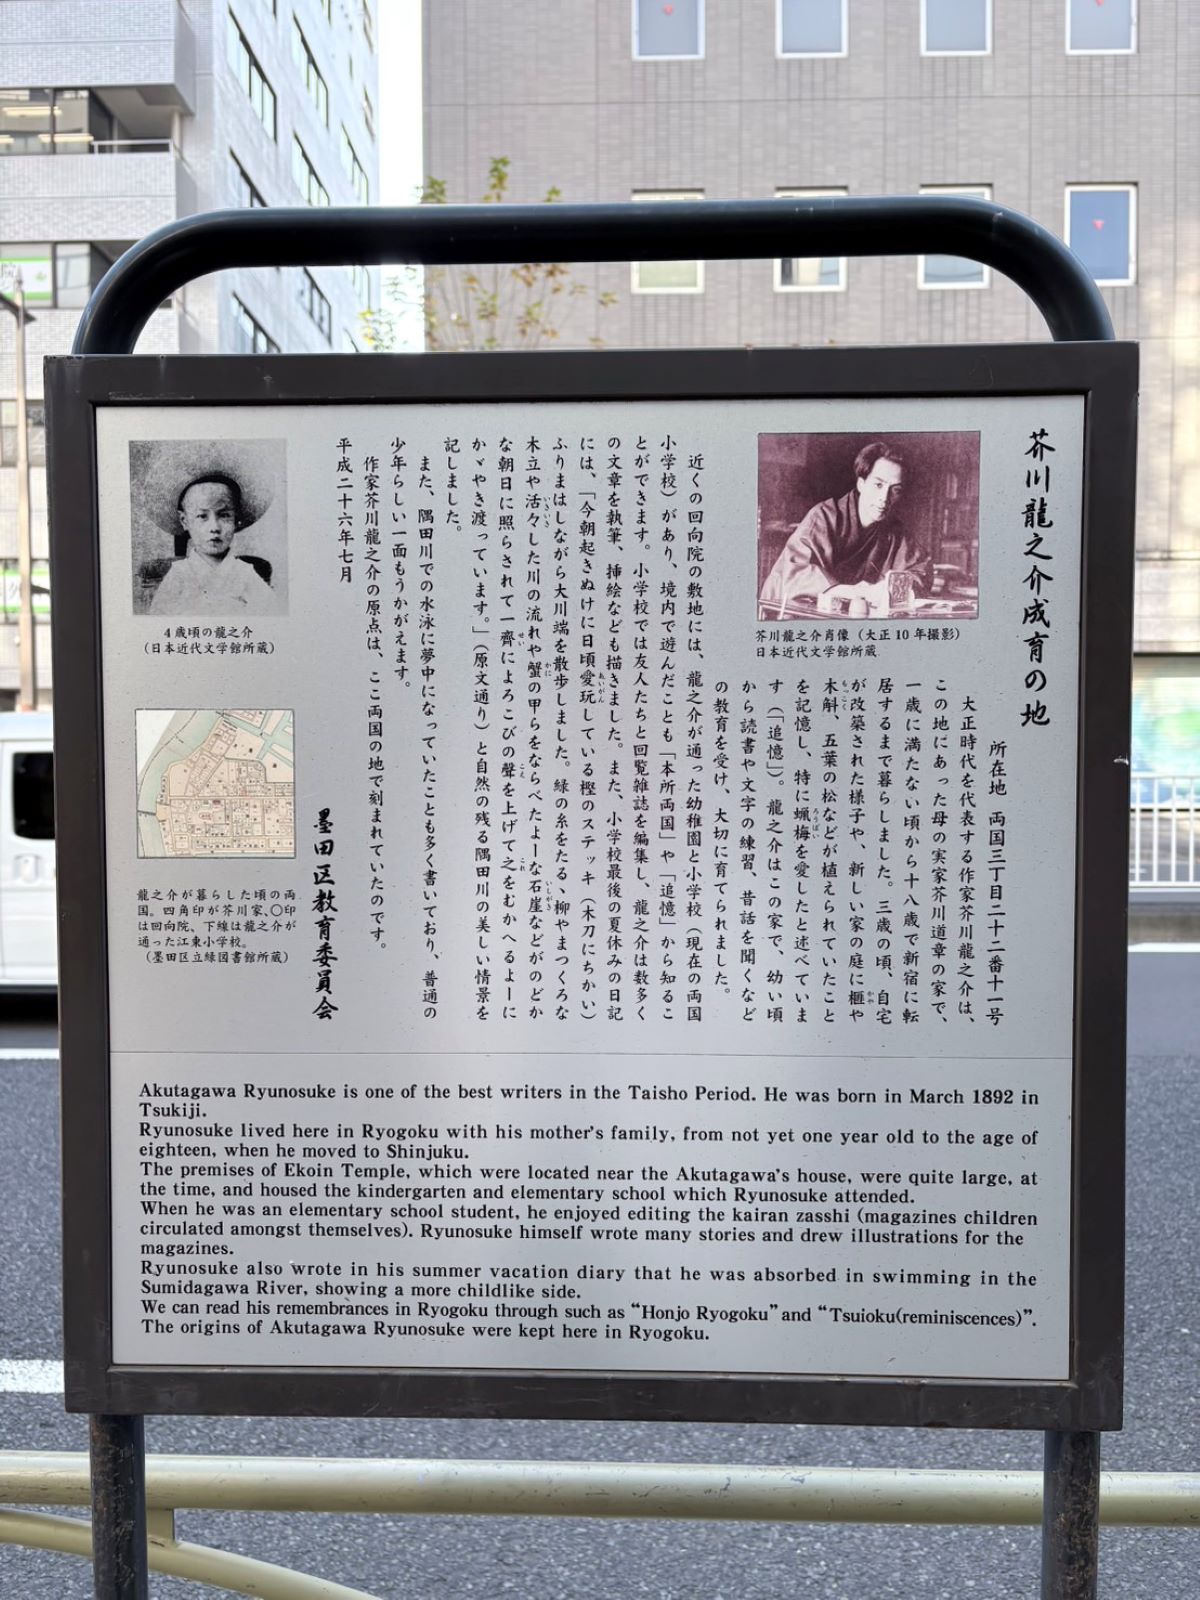 芥川龍之介成育の地
所在地 両国三丁目二十二番十一号
大正時代を代表する作家芥川龍之介は、
この地にあった母の実家芥川道章の家で、
一歳に満たない頃から十八歳で新宿に転
居するまで暮らしました。三歳の頃、自宅
が改築された様子や、新しい家の庭に榧や
木斛、五葉の松などが植えられていたこと
を記憶し、特に蝋梅を愛したと述べていま
す（「追憶」）。龍之介はこの家で、幼い頃
から読書や文字の練習、昔話を聞くなど
の教育を受け、大切に育てられました。
近くの回向院の敷地には、龍之介が通った幼稚園と小学校（現在の両国
小学校）があり、境内で遊んだことも「本所両国」や「追憶」から知るこ
とができます。小学校では友人たちと回覧雑誌を編集し、龍之介は数多く
の文章を執筆、挿絵なども描きました。また、小学校最後の夏休みの日記
には、「今朝起きぬけに日頃愛玩している樫のステッキ（木刀にちかい）
ふりまはしながら大川端を散歩しました。緑の糸をたるゝ柳やまつくろな
木立や活々した川の流れや蟹の甲らをならべたよーな石崖などがのどか
な朝日に照らされて一齊によろこびの聲を上げて之をむかへるよーに
かゞやき渡っています。」（原文通り）と自然の残る隅田川の美しい情景を
記しました。
また、隅田川での水泳に夢中になっていたことも多く書いており、普通の
少年らしい一面もうかがえます。
作家芥川龍之介の原点は、ここ両国の地で刻まれていたのです。
平成二十六年七月
墨田区教育委員会
芥川龍之介肖像（大正10年撮影）
日本近代文学館所蔵
4歳頃の龍之介
（日本近代文学館所蔵）
龍之介が暮らした頃の両
国。四角印が芥川家、○印
は回向院、下線は龍之介が
通った江東小学校。
（墨田区立緑図書館所蔵）
Akutagawa Ryunosuke is one of the best writers in the Taisho Period. He was born in March 1892 in
Tsukiji.
Ryunosuke lived here in Ryogoku with his mother's family, from not yet one year old to the age of
eighteen, when he moved to Shinjuku.
The premises of Ekoin Temple, which were located near the Akutagawa's house, were quite large, at
the time, and housed the kindergarten and elementary school which Ryunosuke attended.
When he was an elementary school student, he enjoyed editing the kairan zasshi (magazines children
circulated amongst themselves). Ryunosuke himself wrote many stories and drew illustrations for the
magazines.
Ryunosuke also wrote in his summer vacation diary that he was absorbed in swimming in the
Sumidagawa River, showing a more childlike side.
We can read his remembrances in Ryogoku through such as “Honjo Ryogoku” and “Tsuioku(reminiscences)”.
The origins of Akutagawa Ryunosuke were kept here in Ryogoku.